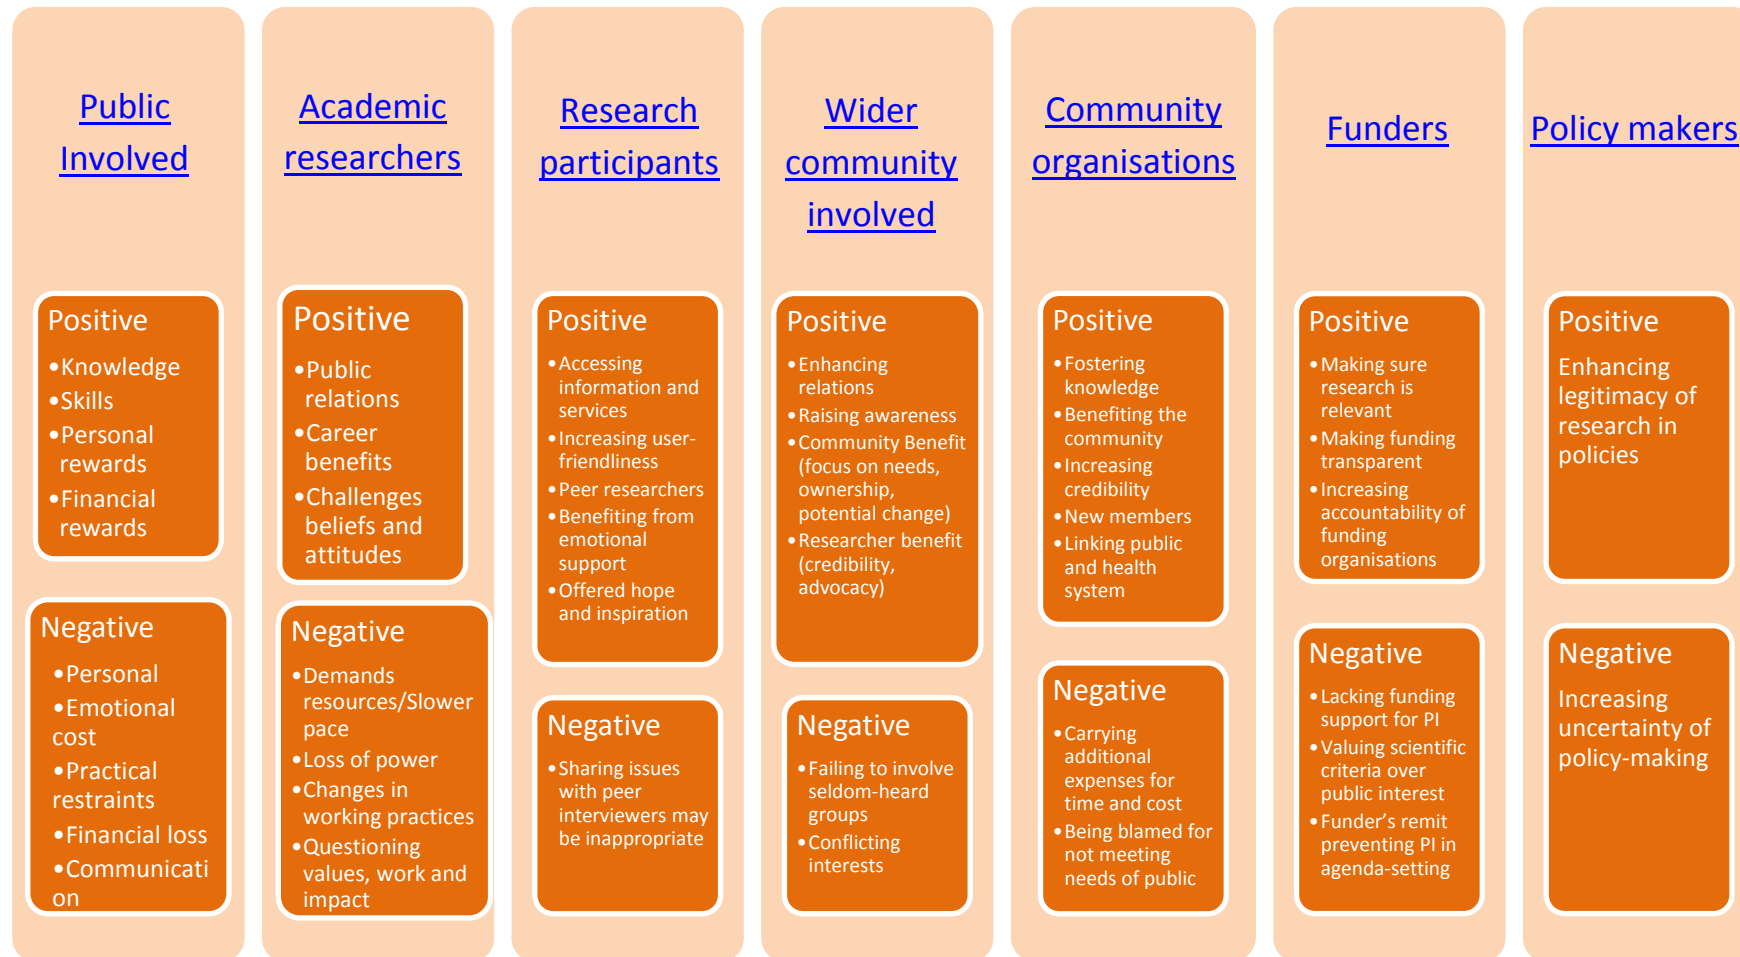 Public
Involved
Positive
•Knowledge
•Skills
•Personal
rewards
•Financial
rewards
Negative
•Personal
•Emotional
cost
•Practical
restraints
•Financial loss
•Communicati
on
Academic
researchers
Positive
•Public
relations
•Career
benefits
•Challenges
beliefs and
attitudes
Negative
•Demands
resources/Slower
pace
•Loss of power
•Changes in
working practices
•Questioning
values, work and
impact
Research
participants
Positive
•Accessing
information and
services
•Increasing user-
friendliness
•Peer researchers
•Benefiting from
emotional
support
•Offered hope
and inspiration
Negative
•Sharing issues
with peer
interviewers may
be inappropriate
Wider
community
involved
Positive
•Enhancing
relations
•Raising awareness
•Community Benefit
(focus on needs,
ownership,
potential change)
•Researcher benefit
(credibility,
advocacy)
Negative
•Failing to involve
seldom-heard
groups
•Conflicting
interests
Community
organisations
Positive
•Fostering
knowledge
•Benefiting the
community
•Increasing
credibility
•New members
•Linking public
and health
system
Negative
•Carrying
additional
expenses for
time and cost
•Being blamed for
not meeting
needs of public
Funders
Positive
•Making sure
research is
relevant
•Making funding
transparent
•Increasing
accountability of
funding
organisations
Negative
•Lacking funding
support for PI
•Valuing scientific
criteria over
public interest
•Funder’s remit
preventing PI in
agenda-setting
Policy makers
Positive
Enhancing
legitimacy of
research in
policies
Negative
Increasing
uncertainty of
policy-making